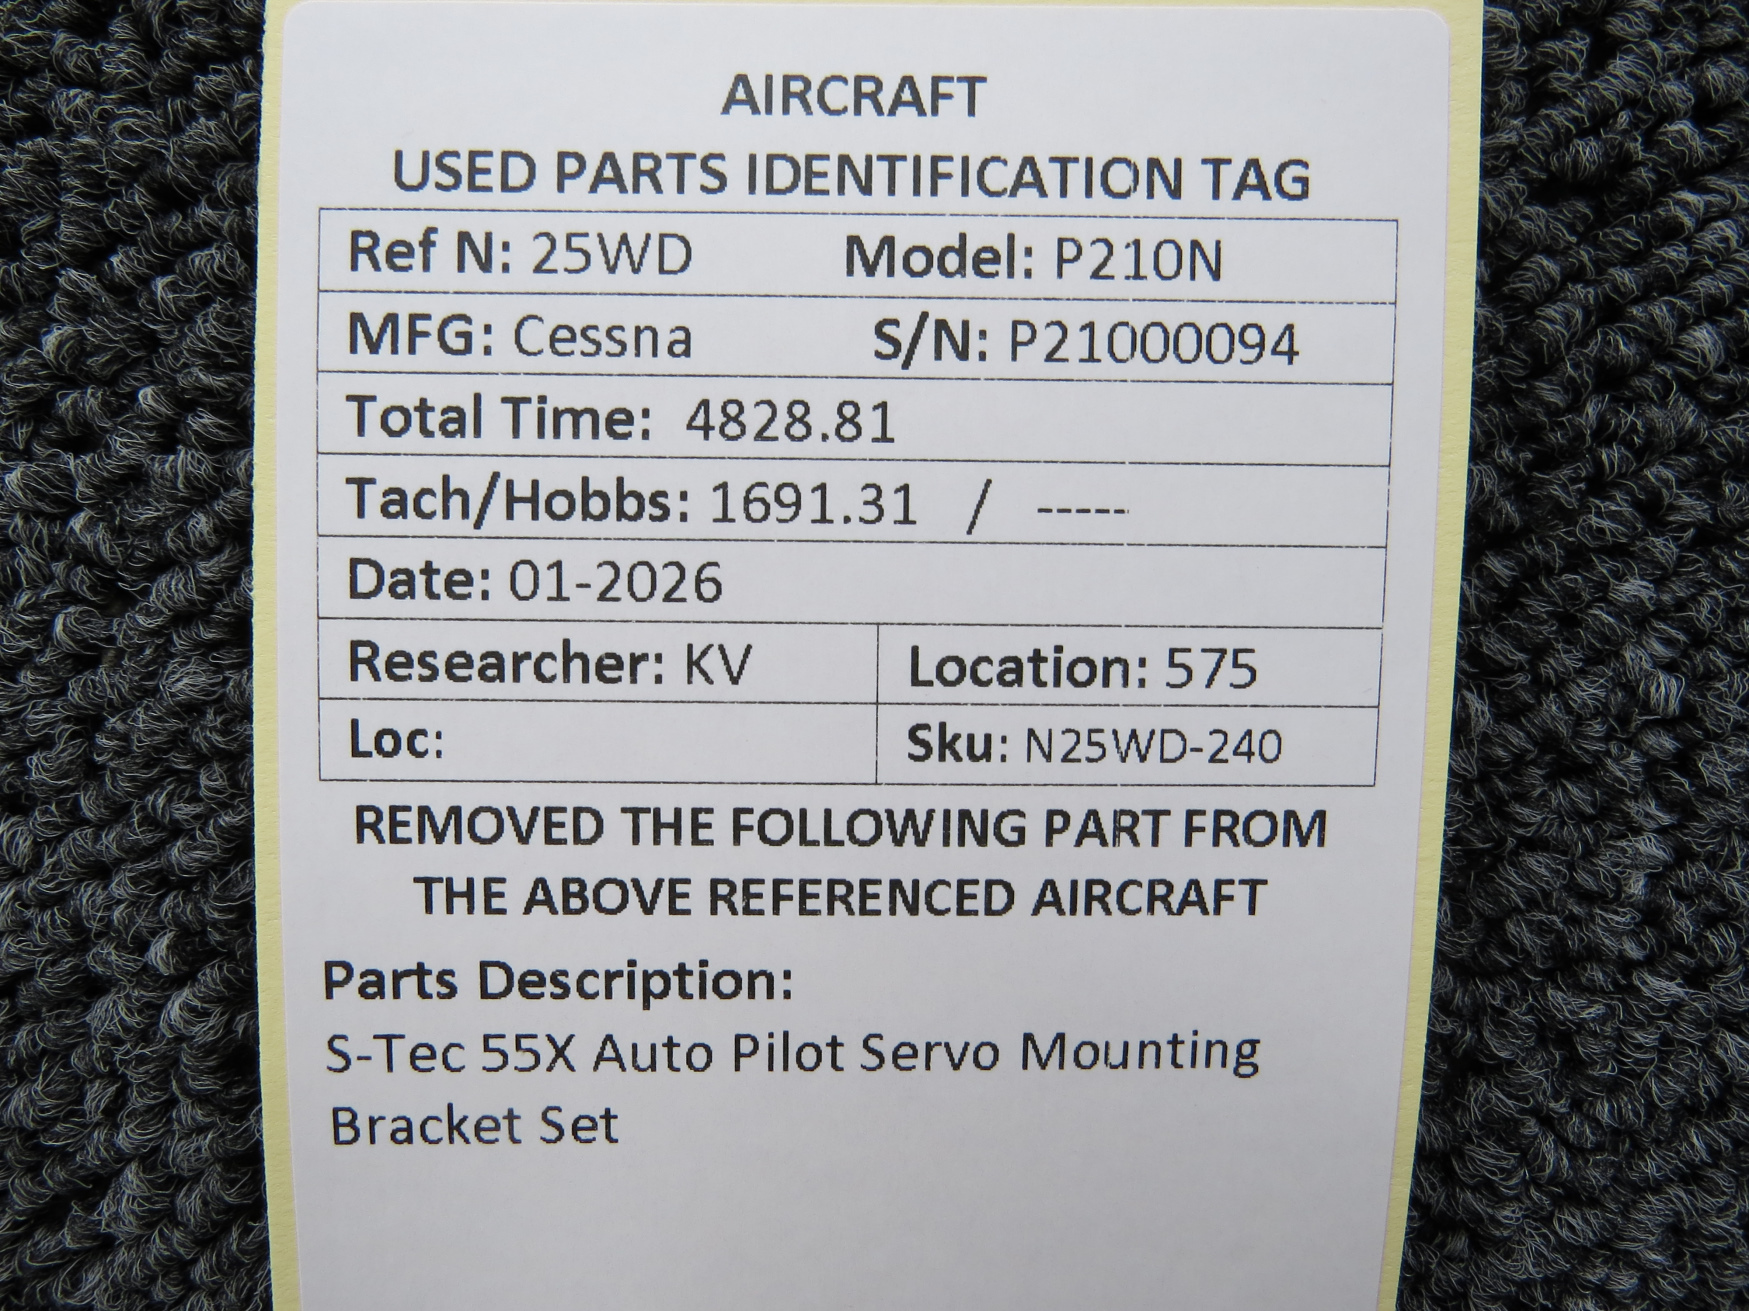 AIRCRAFT
USED PARTS IDENTIFICATION TAG
Ref N: 25WD Model: P210N
MFG: Cessna S/N: P21000094
Total Time: 4828.81
Tach/Hobbs: 1691.31 / -----
Date: 01-2026
Researcher: KV Location: 575
Loc: Sku: N25WD-240
REMOVED THE FOLLOWING PART FROM
THE ABOVE REFERENCED AIRCRAFT
Parts Description:
S-Tec 55X Auto Pilot Servo Mounting
Bracket Set